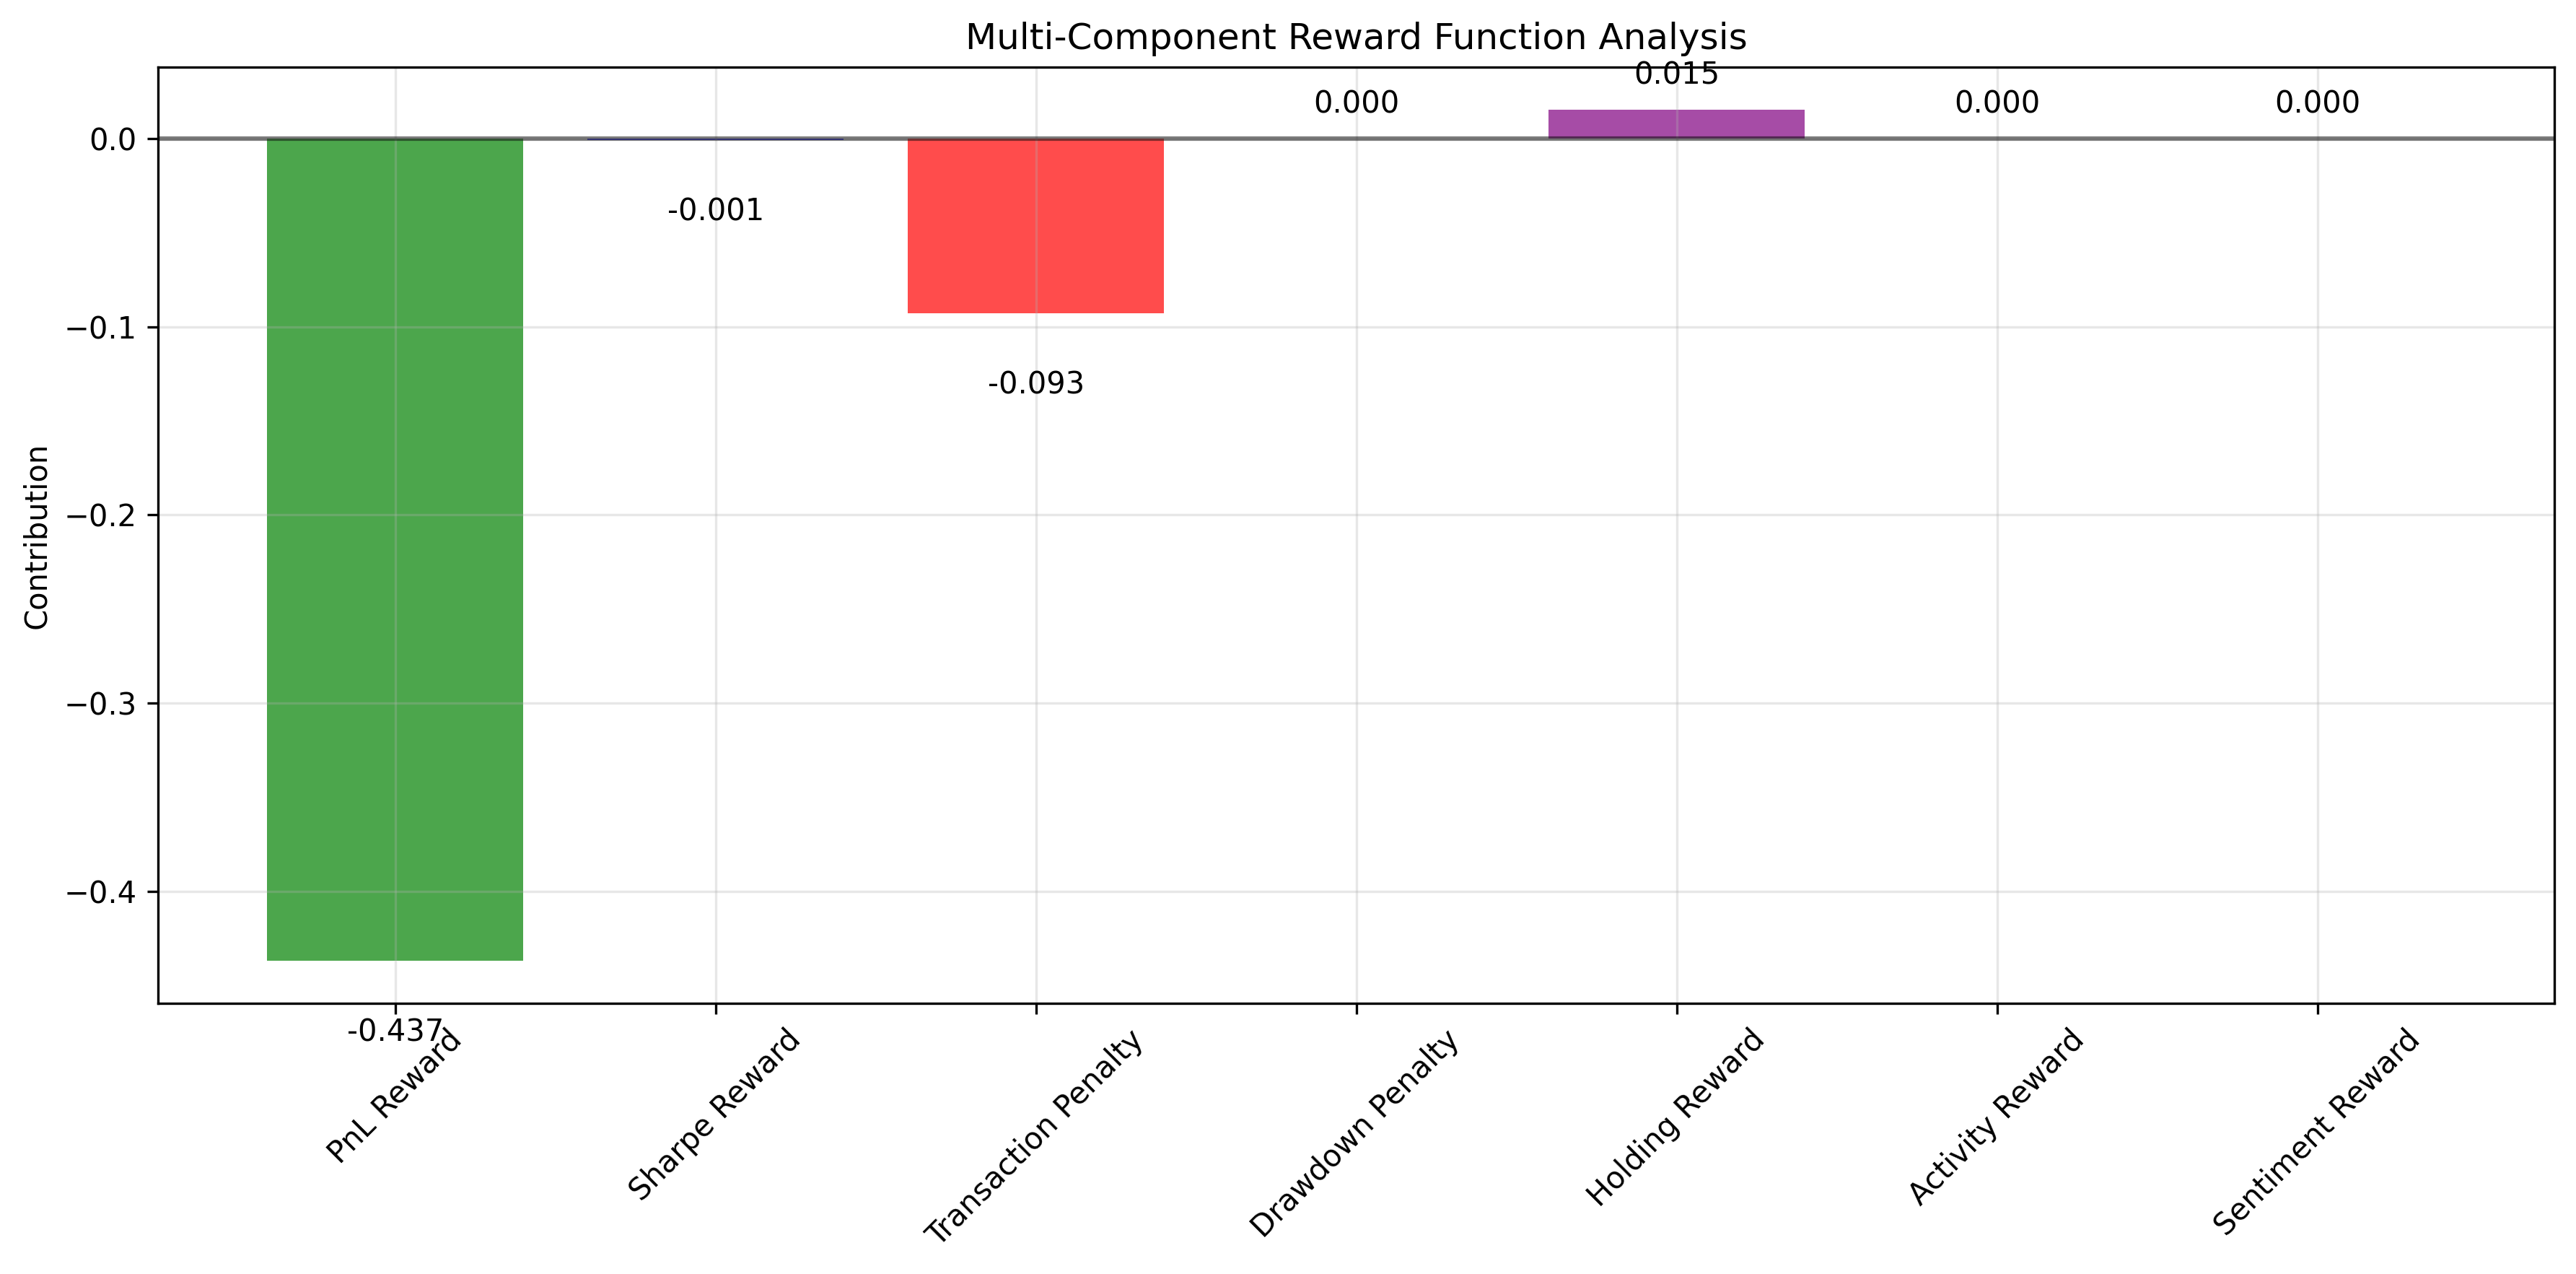 Multi-Component Reward Function Analysis
0.015
0.000
0.000
0.000
0.0
-0.001
−0.1
-0.093
−0.2
−0.3
−0.4
Contribution
-0.437
PnL Reward
Sharpe Reward
Transaction Penalty
Drawdown Penalty
Holding Reward
Activity Reward
Sentiment Reward